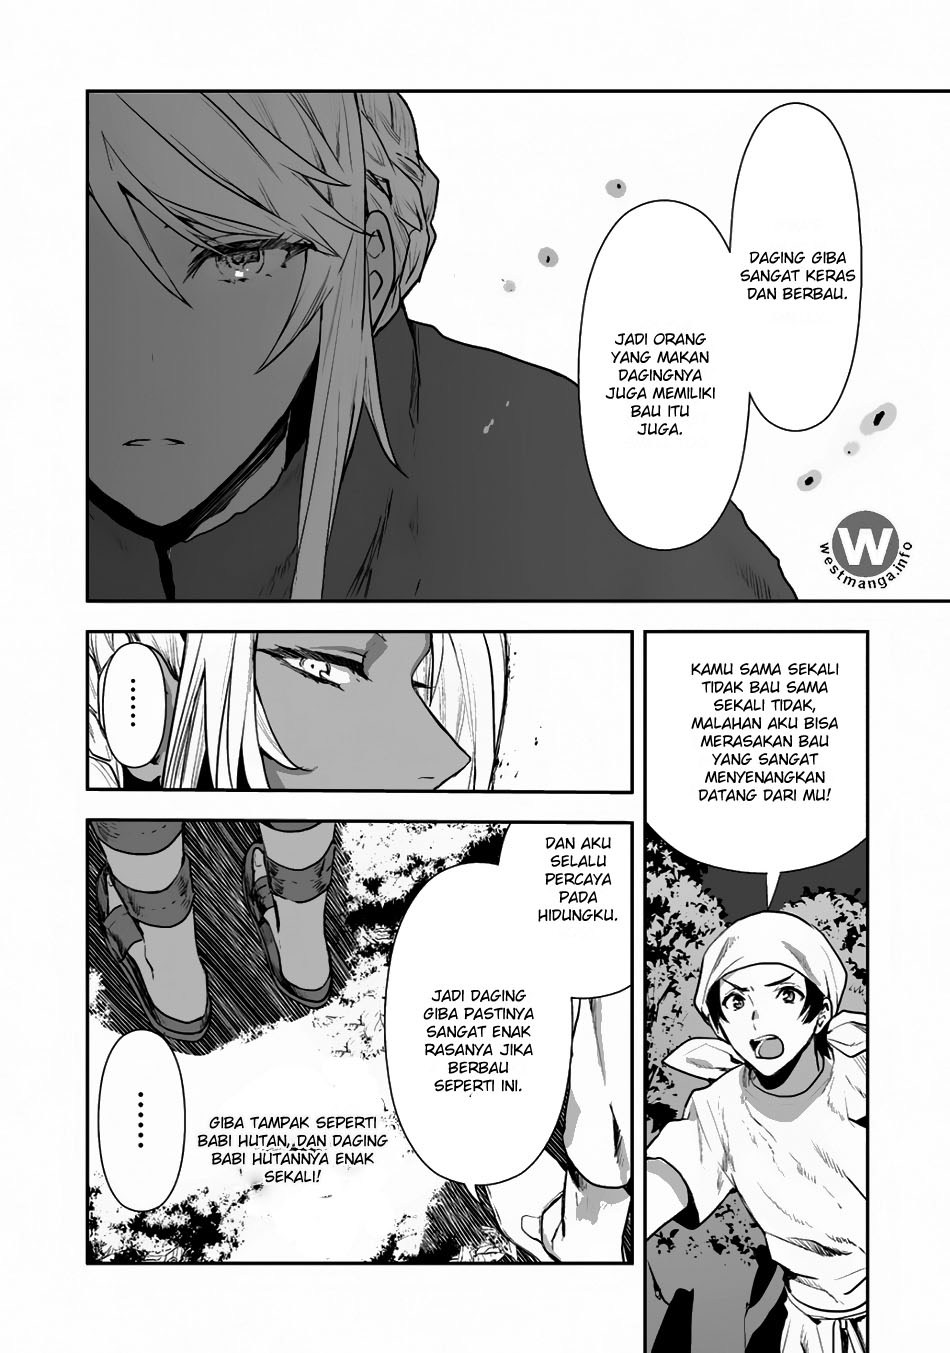 DAGING GIBA
SANGAT KERAS
DAN BERBAU.
JADI ORANG
YANG MAKAN
DAGINGNYA
JUGA MEMILIKI
BAU ITU
JUGA.
W
westmanga.info
KAMU SAMA SEKALI
TIDAK BAU SAMA
SEKALI TIDAK,
MALAHAN AKU BISA
MERASAKAN BAU
YANG SANGAT
MENYENANGKAN
DATANG DARI MU!
......
DAN AKU
SELALU
PERCAYA
PADA
HIDUNGKU.
JADI DAGING
GIBA PASTINYA
SANGAT ENAK
RASANYA JIKA
BERBAU
SEPERTI INI.
GIBA TAMPAK SEPERTI
BABI HUTAN, DAN DAGING
BABI HUTANNYA ENAK
SEKALI!
......